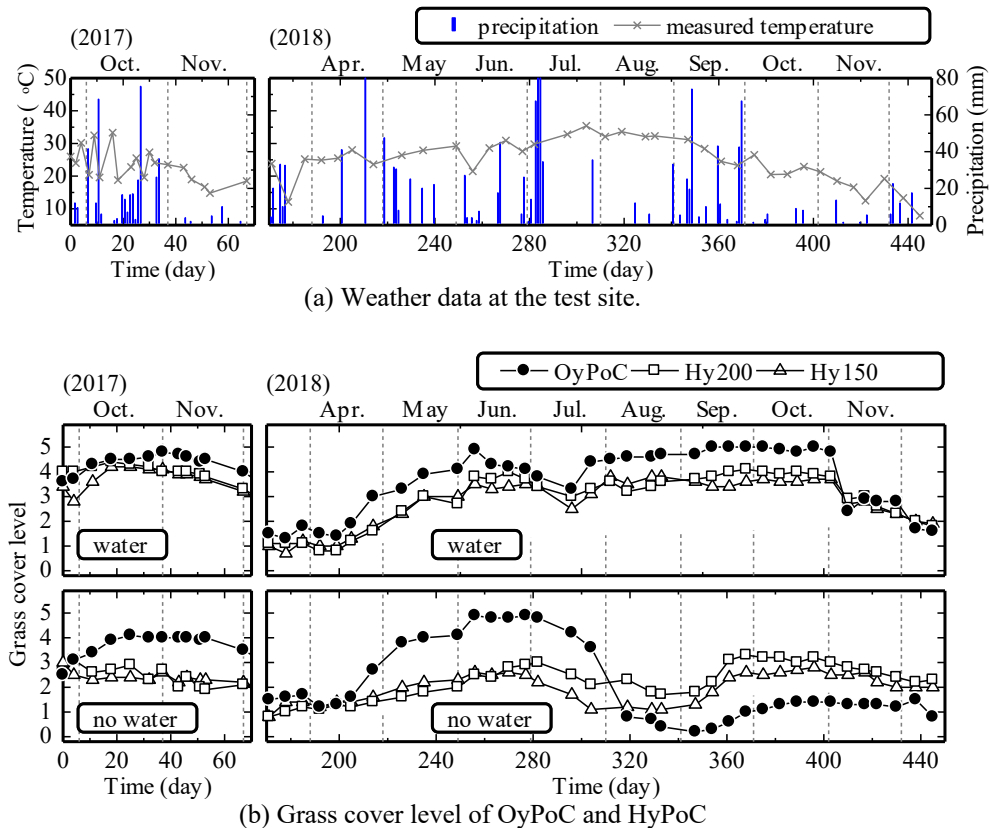 (2017)
(2018)
precipitation measured temperature
Oct. Nov. Apr. May Jun. Jul. Aug. Sep. Oct. Nov.
Temperature ( °C)
50
40
30
20
10
80
60
40
20
0
Precipitation (mm)
0 20 40 60 200 240 280 320 360 400 440
Time (day) Time (day)
(a) Weather data at the test site.
OyPoC Hy200 Hy150
(2017)
(2018)
Oct. Nov. Apr. May Jun. Jul. Aug. Sep. Oct. Nov.
Grass cover level
5
4
3
2
1
0
water water
5
4
3
2
1
0
no water no water
0 20 40 60 200 240 280 320 360 400 440
Time (day) Time (day)
(b) Grass cover level of OyPoC and HyPoC